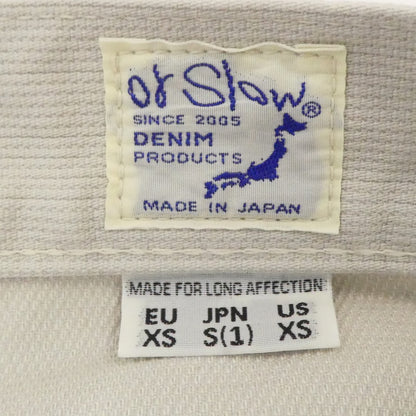 or Slow®
SINCE 2005
DENIM
PRODUCTS
MADE IN JAPAN
MADE FOR LONG AFFECTION
EU JPN US
XS S(1) XS